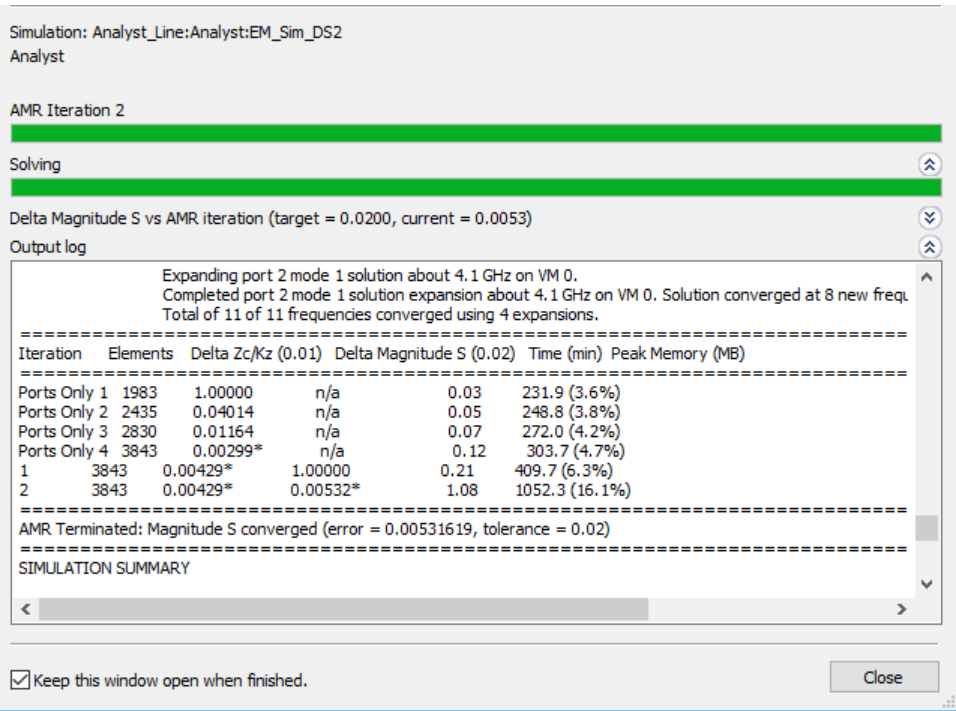 Simulation: Analyst_Line:Analyst:EM_Sim_DS2
Analyst
AMR Iteration 2
Solving
Delta Magnitude S vs AMR iteration (target = 0.0200, current = 0.0053)
Output log
Expanding port 2 mode 1 solution about 4.1 GHz on VM 0.
Completed port 2 mode 1 solution expansion about 4.1 GHz on VM 0. Solution converged at 8 new frequ
Total of 11 of 11 frequencies converged using 4 expansions.
==========================================================================
Iteration Elements Delta Zc/Kz (0.01) Delta Magnitude S (0.02) Time (min) Peak Memory (MB)
==========================================================================
Ports Only 1 1983 1.00000 n/a 0.03 231.9 (3.6%)
Ports Only 2 2435 0.04014 n/a 0.05 248.8 (3.8%)
Ports Only 3 2830 0.01164 n/a 0.07 272.0 (4.2%)
Ports Only 4 3843 0.00299* n/a 0.12 303.7 (4.7%)
1 3843 0.00429* 1.00000 0.21 409.7 (6.3%)
2 3843 0.00429* 0.00532* 1.08 1052.3 (16.1%)
==========================================================================
AMR Terminated: Magnitude S converged (error = 0.00531619, tolerance = 0.02)
==========================================================================
SIMULATION SUMMARY
Keep this window open when finished.
Close